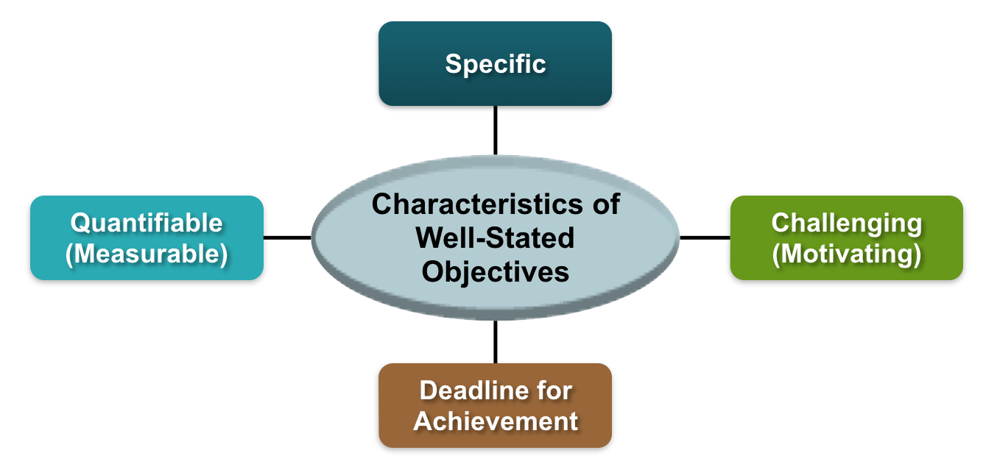 Specific
Quantifiable
(Measurable)
Characteristics of
Well-Stated
Objectives
Challenging
(Motivating)
Deadline for
Achievement